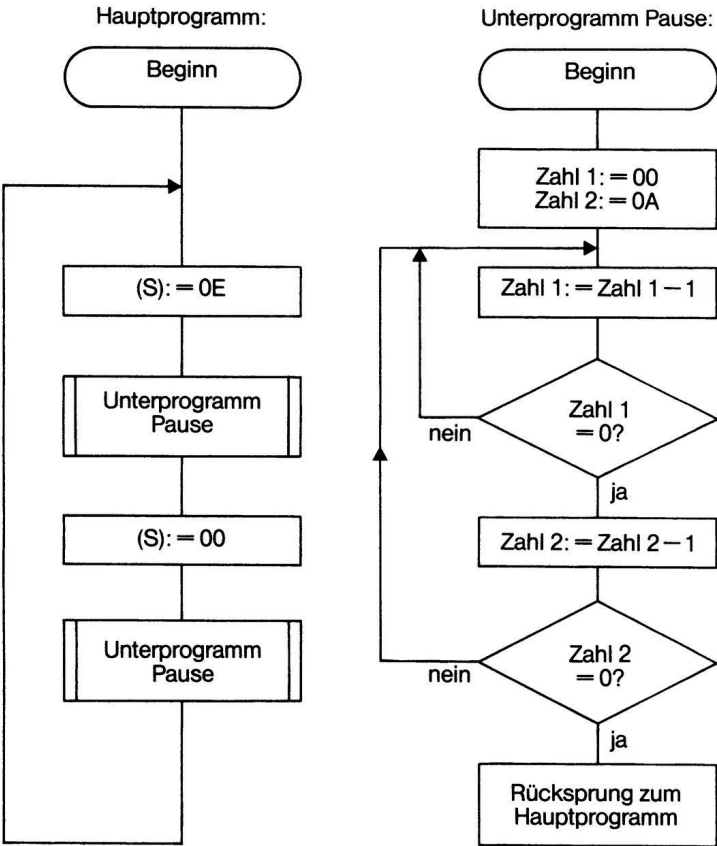 Hauptprogramm:
Beginn
(S): = 0E
Unterprogramm
Pause
(S): = 00
Unterprogramm
Pause
Unterprogramm Pause:
Beginn
Zahl 1: = 00
Zahl 2: = 0A
Zahl 1: = Zahl 1 – 1
Zahl 1
= 0?
nein
ja
Zahl 2: = Zahl 2 – 1
Zahl 2
= 0?
nein
ja
Rücksprung zum
Hauptprogramm